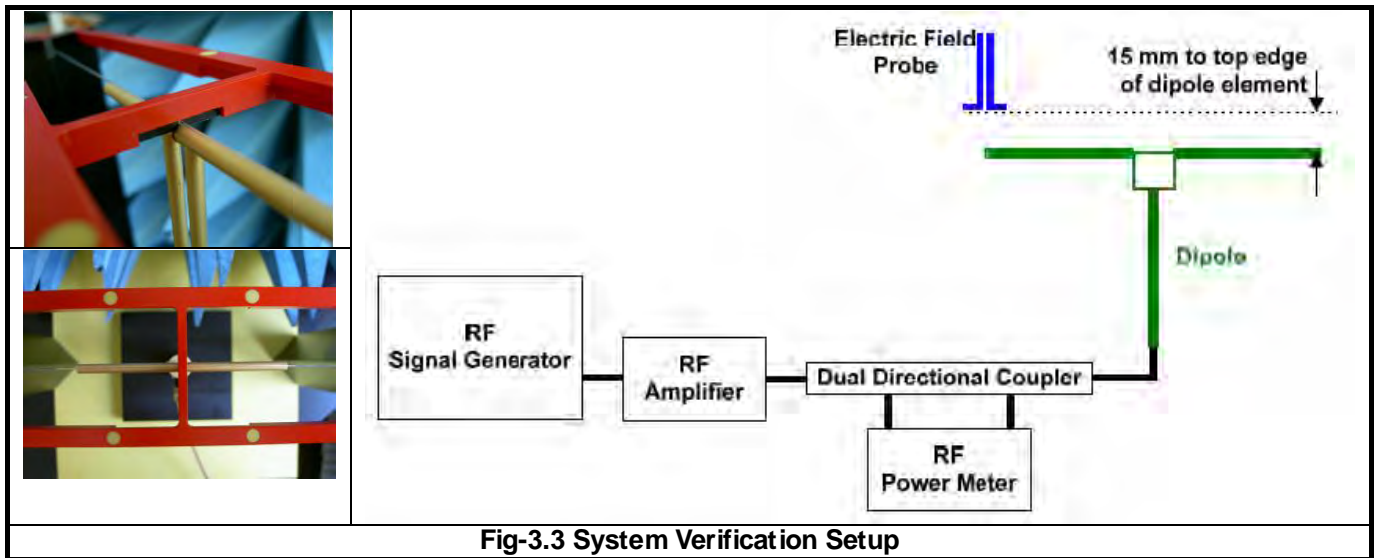 Electric Field
Probe
15 mm to top edge
of dipole element
Dipole
RF
Signal Generator
RF
Amplifier
Dual Directional Coupler
RF
Power Meter
Fig-3.3 System Verification Setup